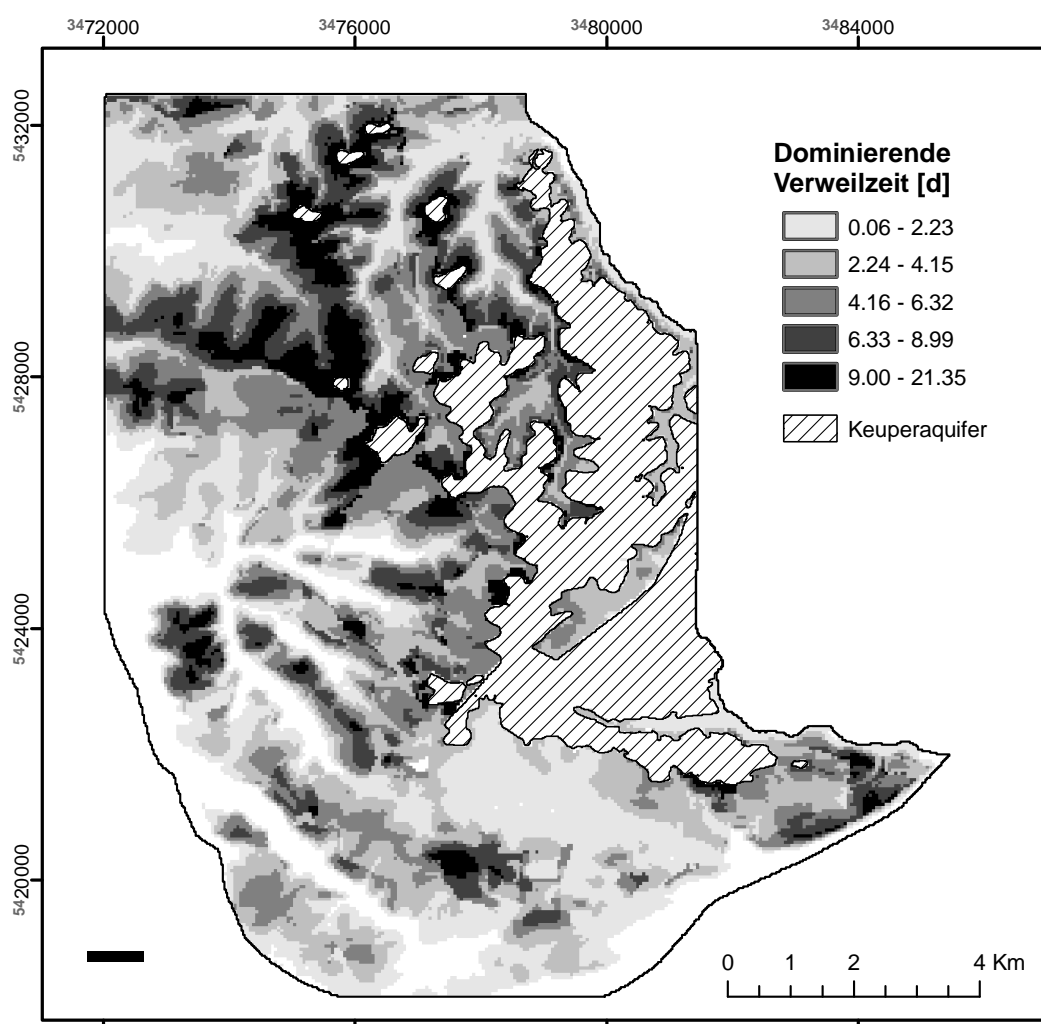 3472000 3476000 3480000 3484000
5432000
5428000
5424000
5420000
Dominierende
Verweilzeit [d]
0.06 - 2.23
2.24 - 4.15
4.16 - 6.32
6.33 - 8.99
9.00 - 21.35
Keuperaquifer
0 1 2 4 Km